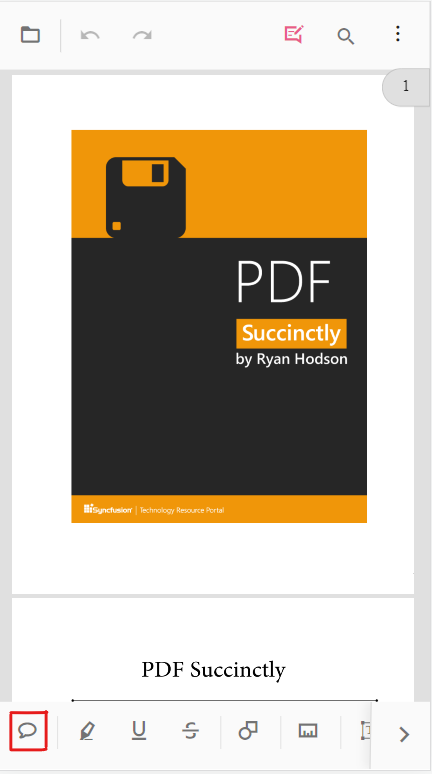 1
PDF
Succinctly
by Ryan Hodson
Syncfusion | Technology Resource Portal
PDF Succinctly